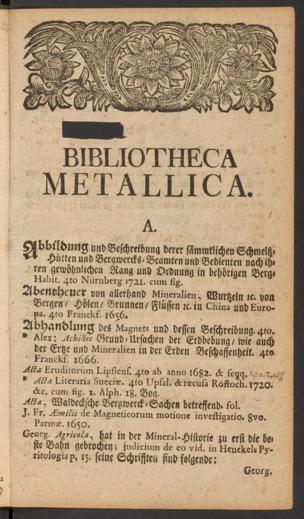 BIBLIOTHECA
METALLICA.
A.
Abbildung und Beschreibung derer sämmtlichen Schmeltz-
Hütten und Bergwercks-Beamten und Bedienten nach ih-
ren gewöhnlichen Rang und Ordnung in behörigen Berg-
Habit. 4to Nürnberg 1721. cum fig.
Abentheuer von allerhand Mineralien, Wurtzeln ꝛc. von
Bergen/ Hölen/ Brunnen/ Flüssen ꝛc. in China und Euro-
pa. 4to Franckf. 1656.
Abhandlung des Magnets und dessen Beschreibung. 4to.
* Alex: Achilles Grund-Ursachen der Erdbebung/ wie auch
der Ertze und Mineralien in der Erden Beschaffenheit. 4to
Franckf. 1666.
Acta Eruditorum Lipsiens. 4to ab anno 1682. & seqq.
* Acta Literaria Sueciæ. 4to Upsal. & recusa Rostoch. 1720.
&c. cum fig. 2. Alph. 18. Bog.
Acta, Waldeckische Bergwerck-Sachen betreffend. fol.
J. Fr. Æmilii de Magneticorum motione investigatio. 8vo.
Parmæ. 1650.
Georg. Agricola, hat in der Mineral-Historie zu erst die be-
ste Bahn gebrochen; judicium de eo vid. in Henckels Py-
ritologia p. 15. seine Schrifften sind folgende:
Georg.